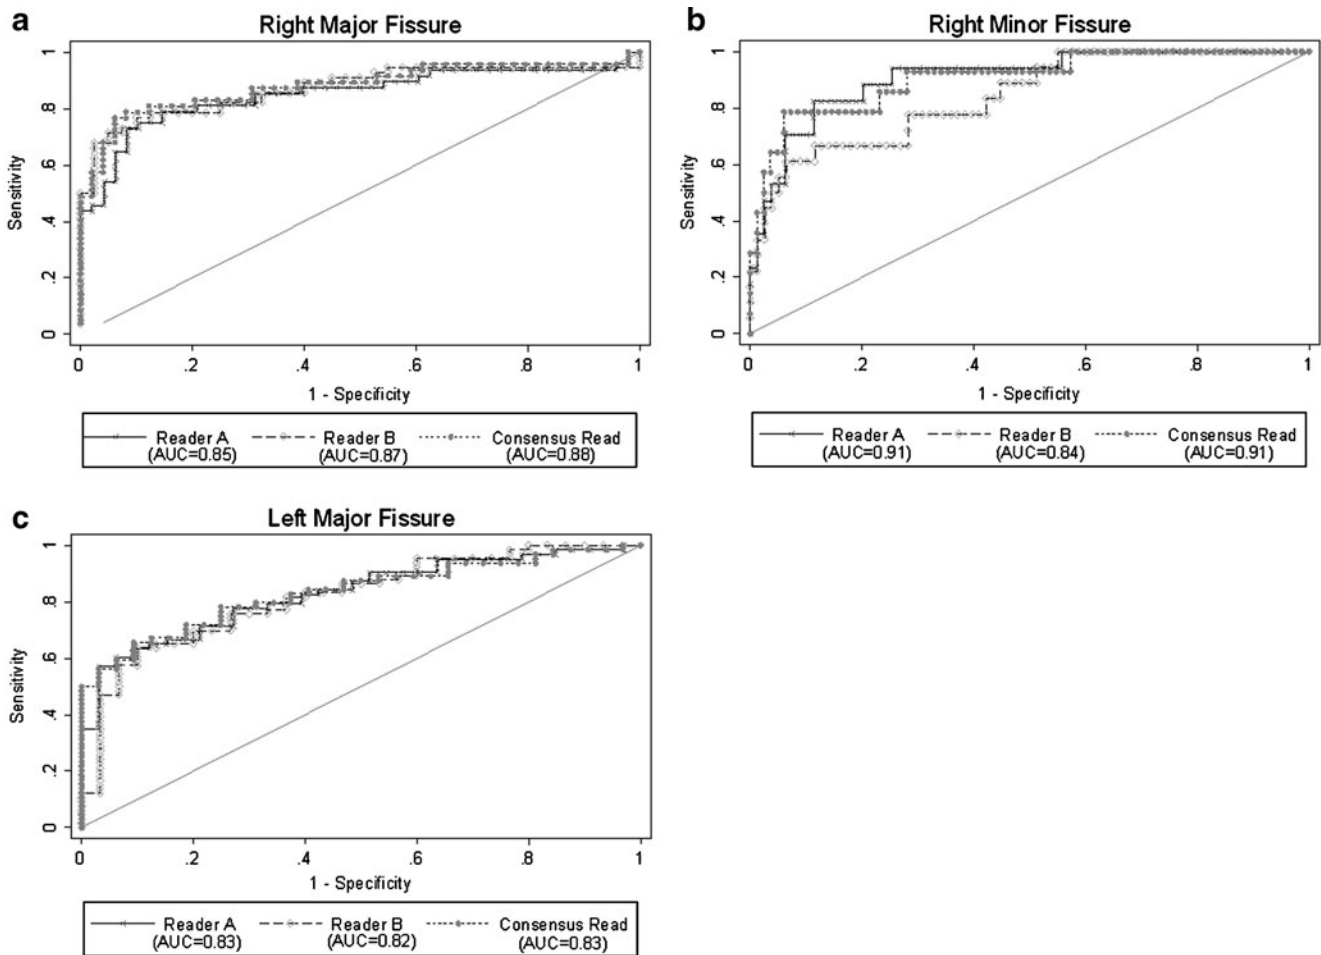 a
Right Major Fissure
1
.8
.6
.4
.2
0
Sensitivity
0 .2 .4 .6 .8 1
1 - Specificity
Reader A Reader B Consensus Read
(AUC=0.85) (AUC=0.87) (AUC=0.88)
b
Right Minor Fissure
1
.8
.6
.4
.2
0
Sensitivity
0 .2 .4 .6 .8 1
1 - Specificity
Reader A Reader B Consensus Read
(AUC=0.91) (AUC=0.84) (AUC=0.91)
c
Left Major Fissure
1
.8
.6
.4
.2
0
Sensitivity
0 .2 .4 .6 .8 1
1 - Specificity
Reader A Reader B Consensus Read
(AUC=0.83) (AUC=0.82) (AUC=0.83)